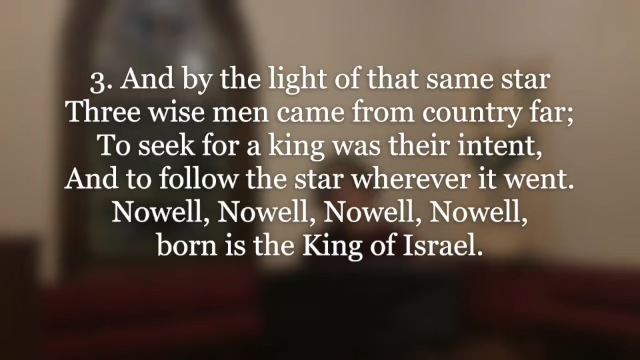 3. And by the light of that same star
Three wise men came from country far;
To seek for a king was their intent,
And to follow the star wherever it went.
Nowell, Nowell, Nowell, Nowell,
born is the King of Israel.